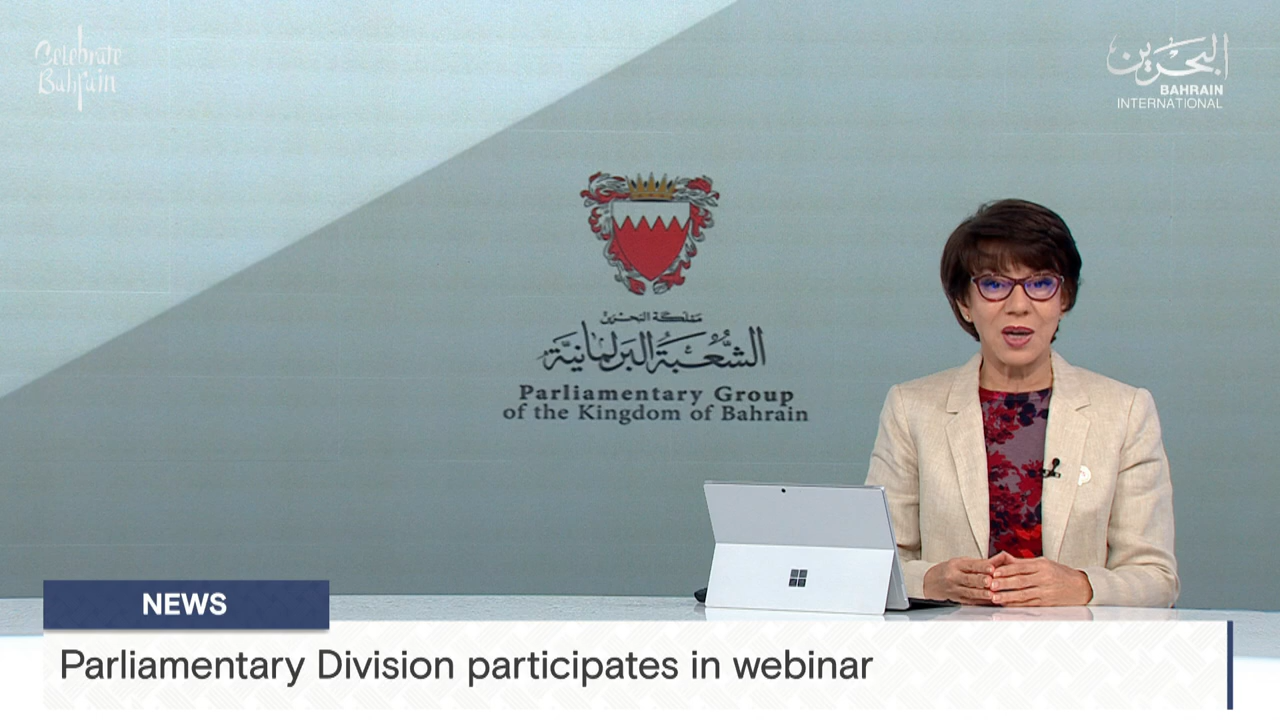 Celebrate
Bahrain
البحرين
BAHRAIN
INTERNATIONAL
مملكة البحرين
الشعبة البرلمانية
Parliamentary Group
of the Kingdom of Bahrain
NEWS
Parliamentary Division participates in webinar